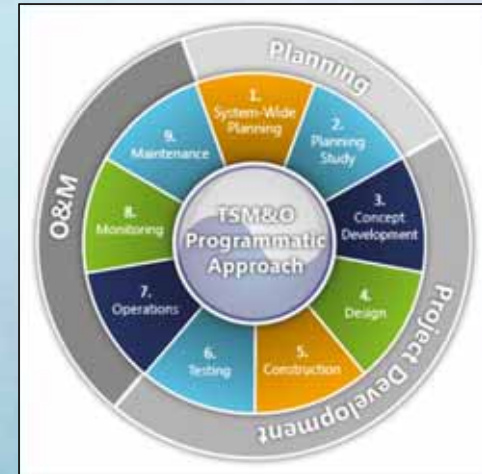 Planning
1.
System-Wide
Planning
2.
Planning
Study
3.
Concept
Development
4.
Design
5.
Construction
6.
Testing
7.
Operations
8.
Monitoring
9.
Maintenance
TSM&O
Programmatic
Approach
Project Development
O&M